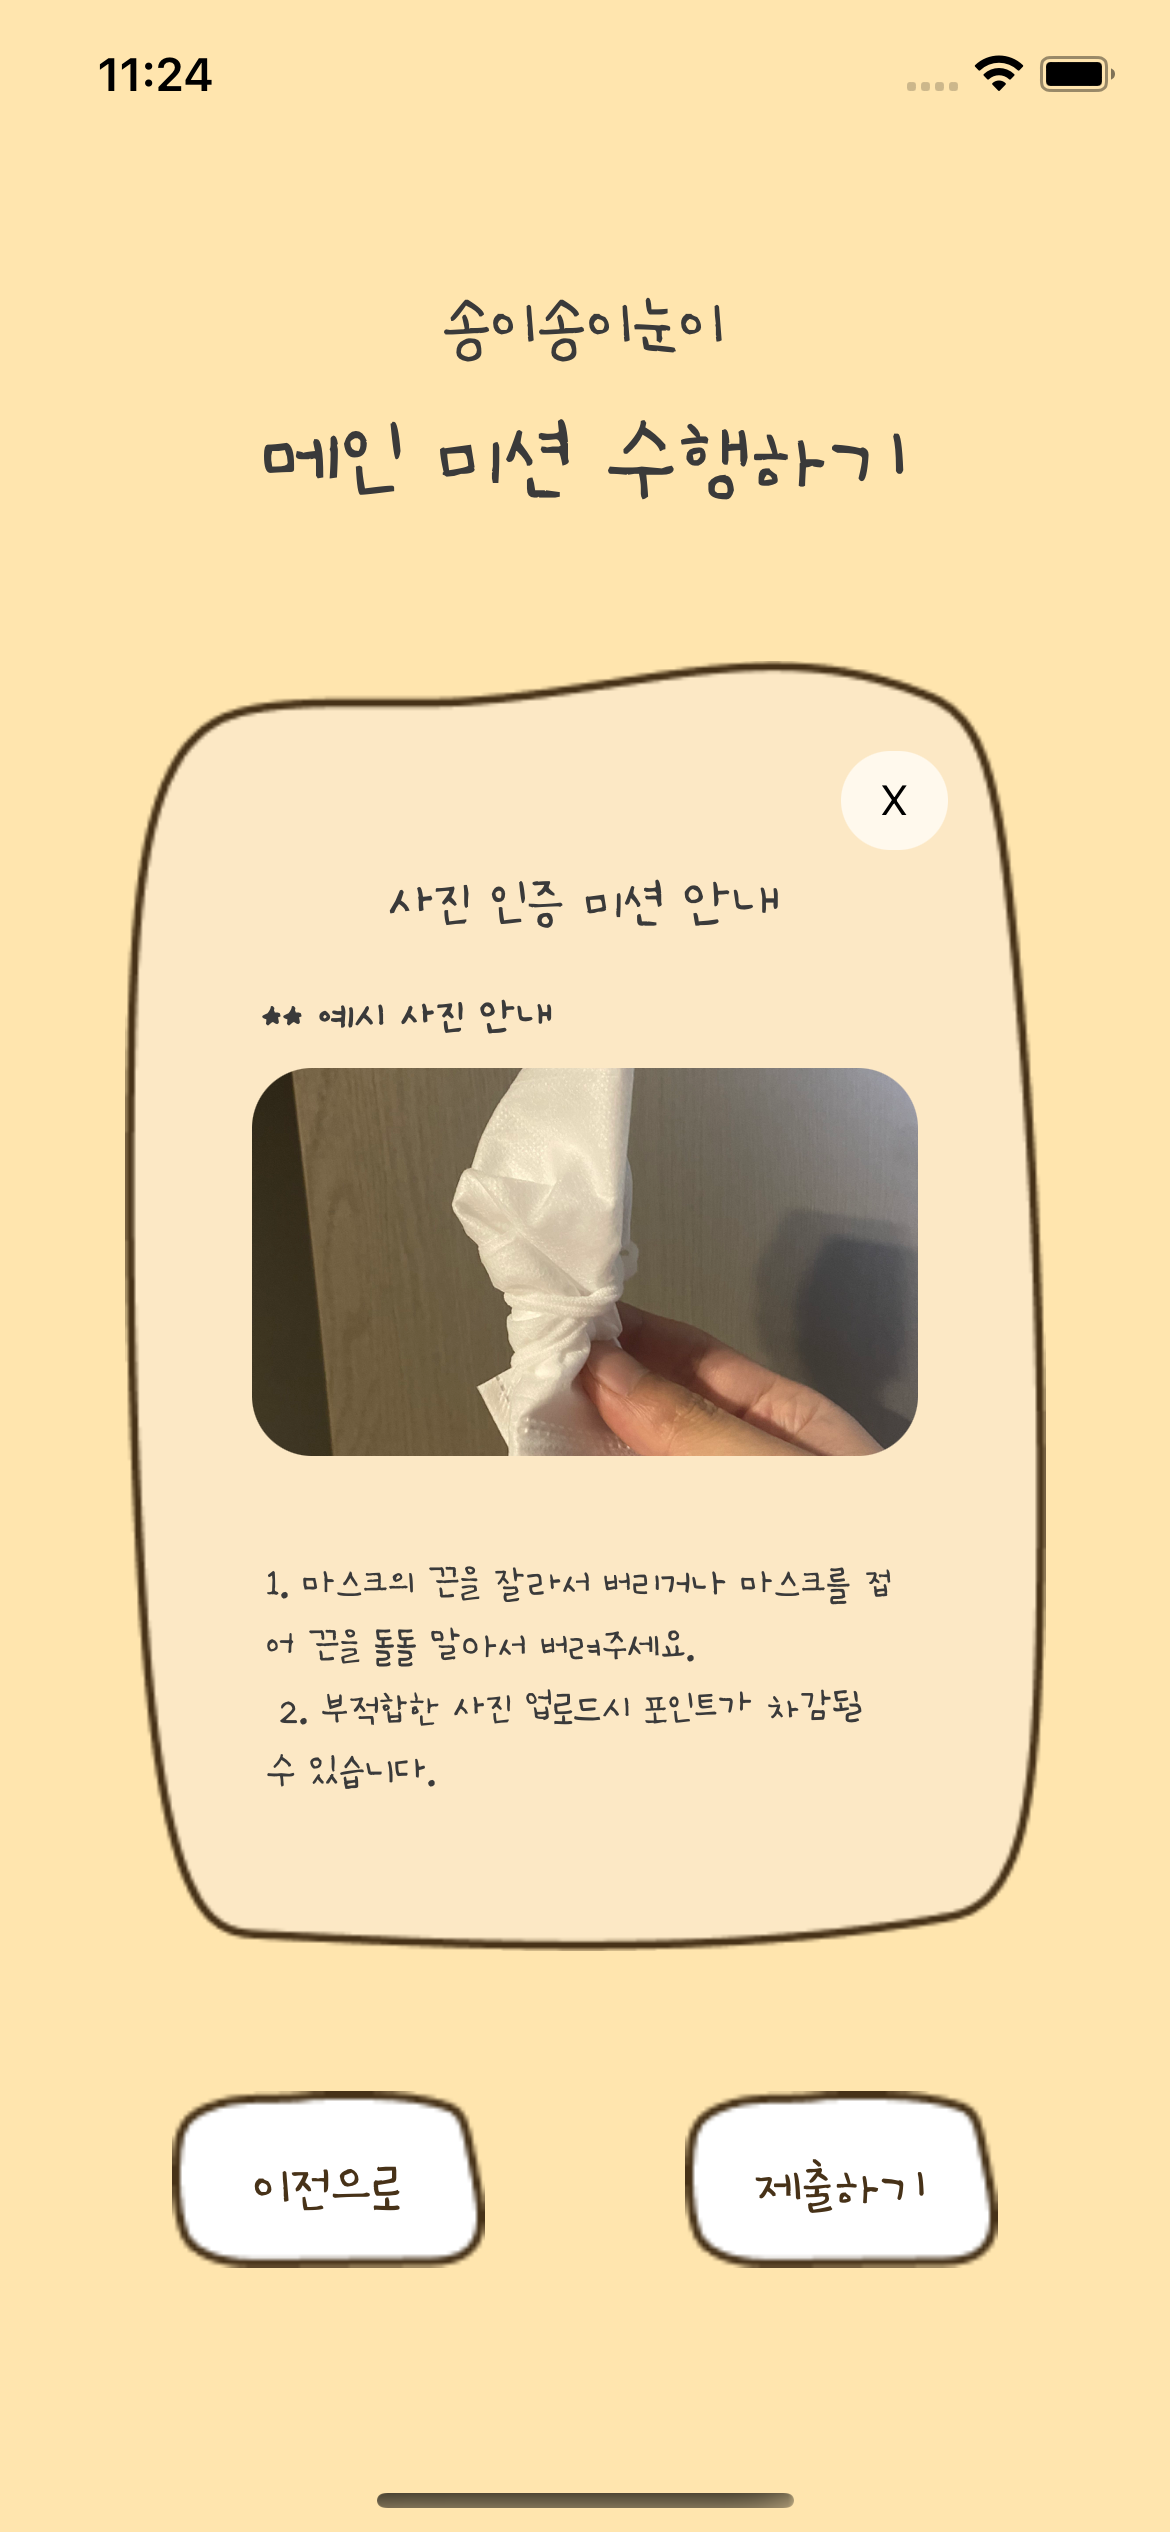 11:24
송이송이눈이
메인 미션 수행하기
X
사진 인증 미션 안내
** 예시 사진 안내
1. 마스크의 끈을 잘라서 버리거나 마스크를 접
어 끈을 돌돌 말아서 버려주세요.
2. 부적합한 사진 업로드시 포인트가 차감될
수 있습니다.
이전으로
제출하기